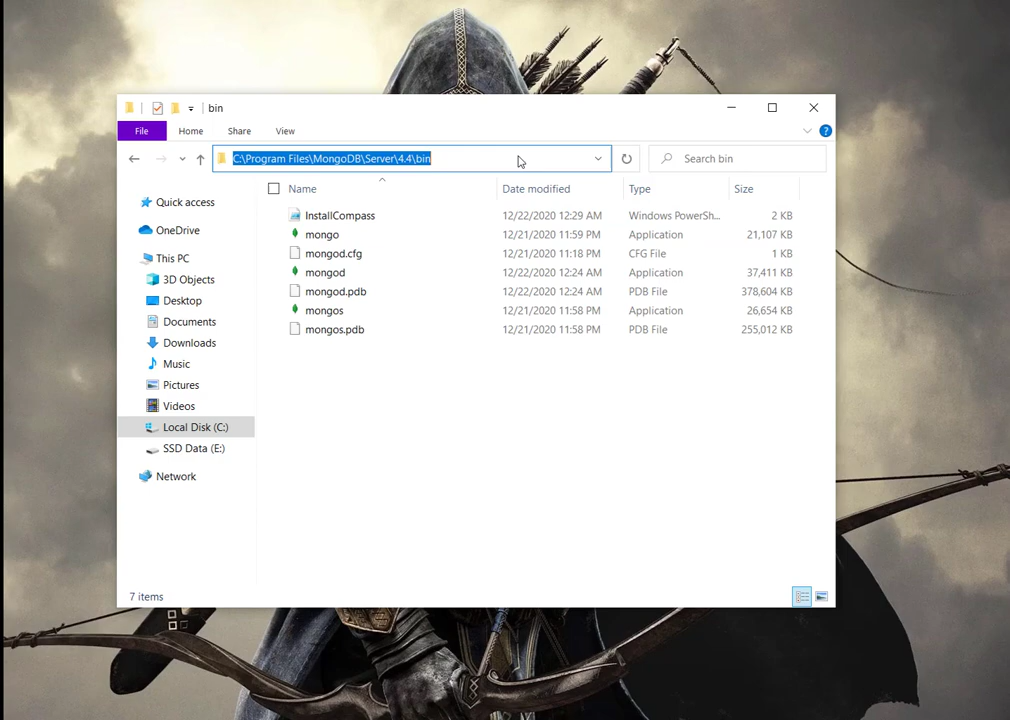 bin
File Home Share View
C:\Program Files\MongoDB\Server\4.4\bin Search bin
Name Date modified Type Size
Quick access
OneDrive
This PC
3D Objects
Desktop
Documents
Downloads
Music
Pictures
Videos
Local Disk (C:)
SSD Data (E:)
Network
InstallCompass 12/22/2020 12:29 AM Windows PowerSh... 2 KB
mongo 12/21/2020 11:59 PM Application 21,107 KB
mongod.cfg 12/21/2020 11:18 PM CFG File 1 KB
mongod 12/22/2020 12:24 AM Application 37,411 KB
mongod.pdb 12/22/2020 12:24 AM PDB File 378,604 KB
mongos 12/21/2020 11:58 PM Application 26,654 KB
mongos.pdb 12/21/2020 11:58 PM PDB File 255,012 KB
7 items